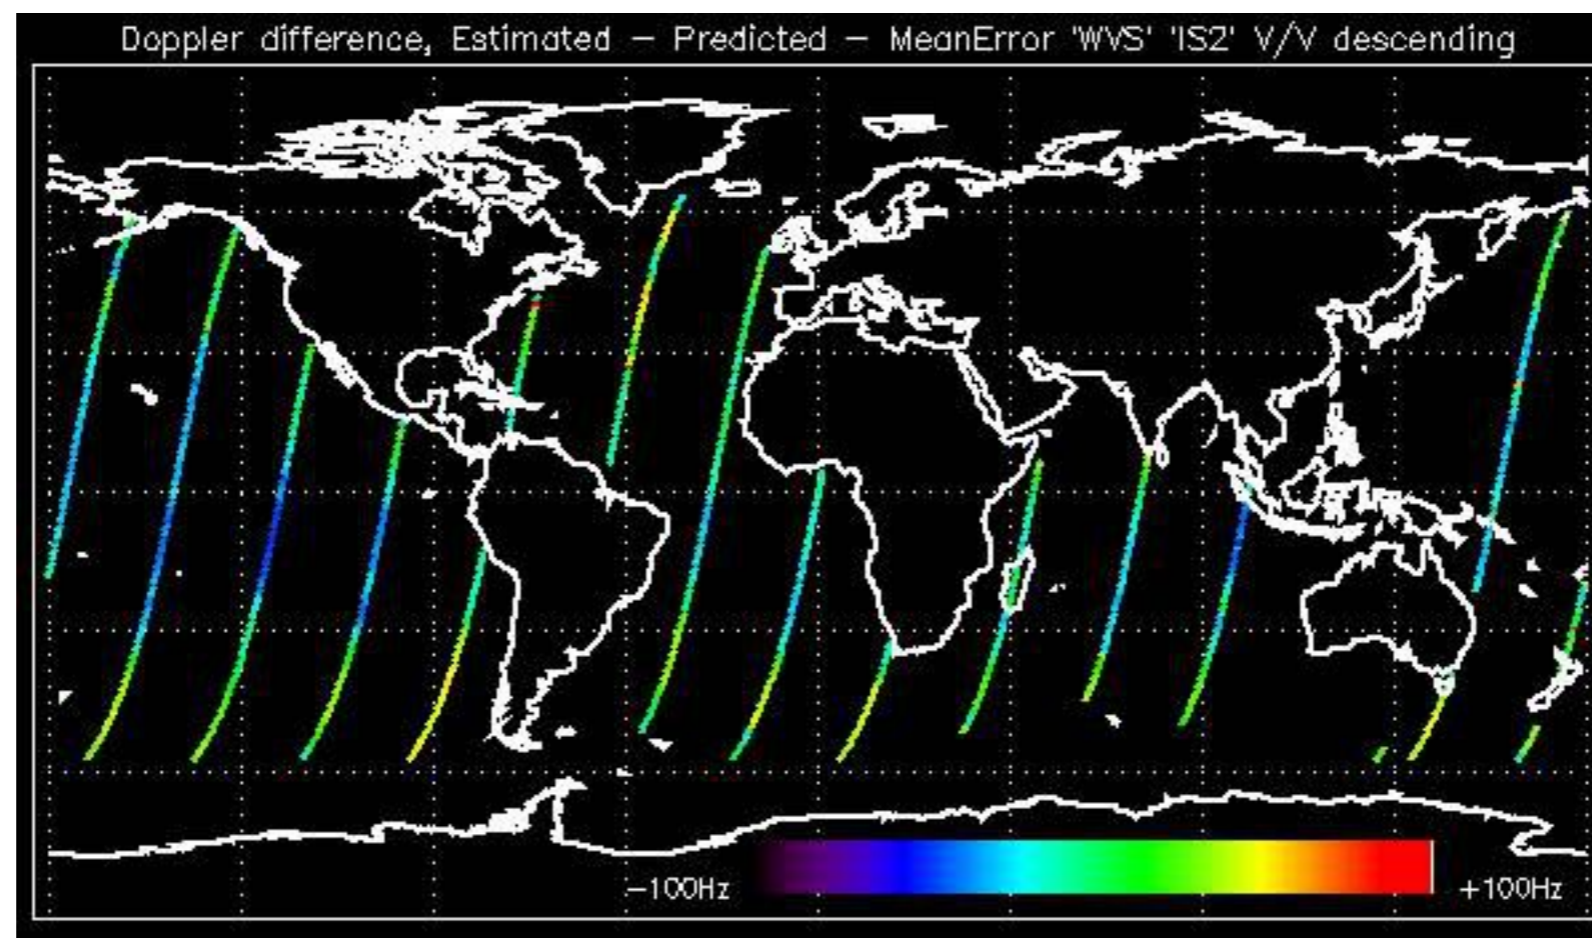 Doppler difference, Estimated – Predicted – MeanError 'WVS' 'IS2' V/V descending
–100Hz
+100Hz